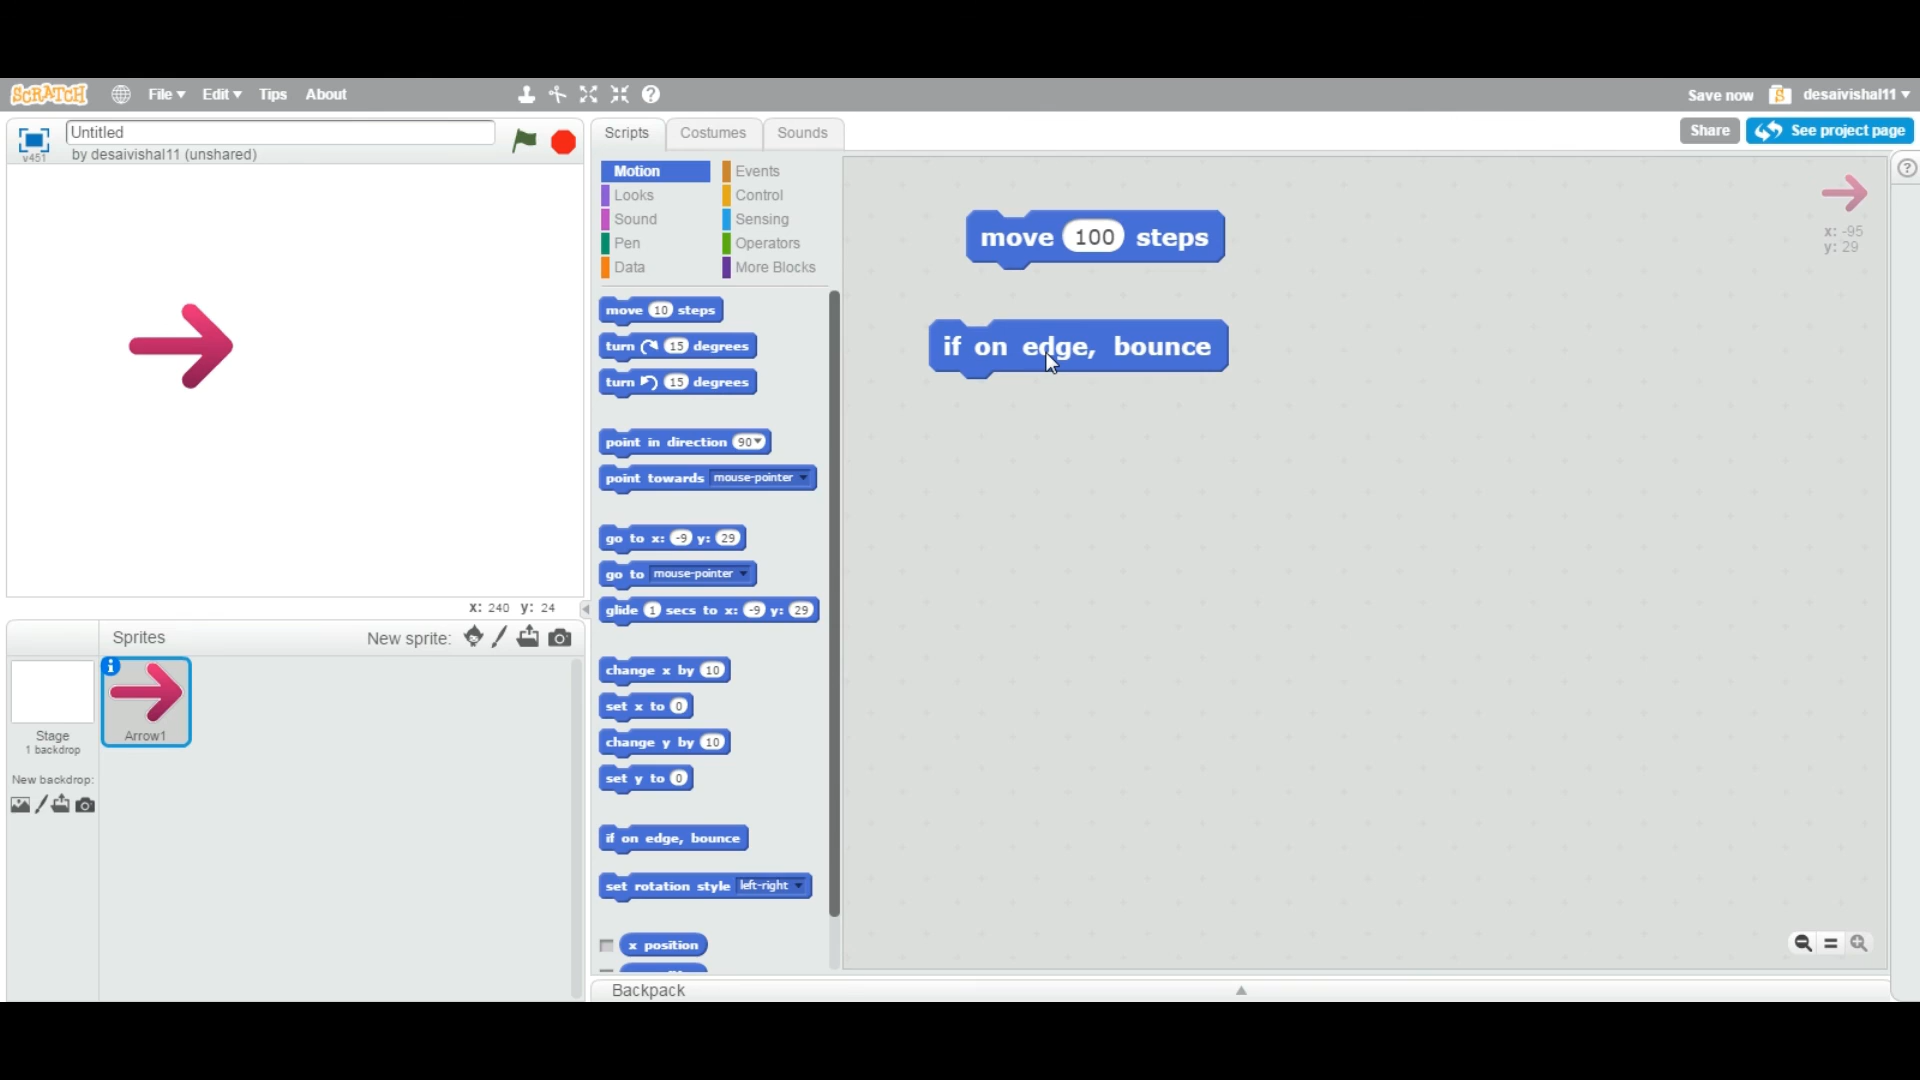 SCRATCH File Edit Tips About
Save now desaivishal11
v451
Untitled
by desaivishal11 (unshared)
Scripts Costumes Sounds
Share See project page
Motion Events
Looks Control
Sound Sensing
Pen Operators
Data More Blocks
move 10 steps
turn 15 degrees
turn 15 degrees
point in direction 90
point towards mouse-pointer
go to x: -9 y: 29
go to mouse-pointer
glide 1 secs to x: -9 y: 29
change x by 10
set x to 0
change y by 10
set y to 0
if on edge, bounce
set rotation style left-right
x position
move 100 steps
if on edge, bounce
x: -95
y: 29
x: 240 y: 24
Sprites New sprite:
Stage
1 backdrop
New backdrop:
Arrow1
Backpack